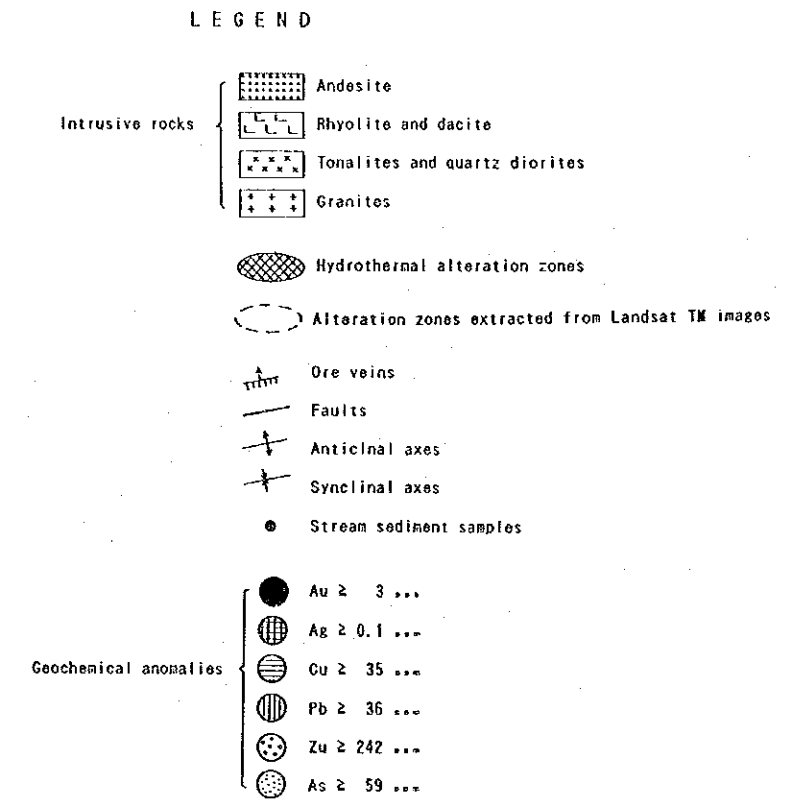 LEGEND
Intrusive rocks
Andesite
Rhyolite and dacite
Tonalites and quartz diorites
Granites
Hydrothermal alteration zones
Alteration zones extracted from Landsat TM images
Ore veins
Faults
Anticlnal axes
Synclinal axes
Stream sediment samples
Geochemical anomalies
Au ≥ 3
Ag ≥ 0.1
Cu ≥ 35
Pb ≥ 36
Zu ≥ 242
As ≥ 59